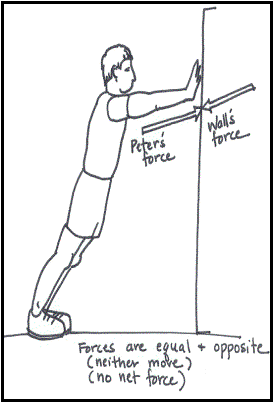 Peter's
force
Wall's
force
Forces are equal + opposite
(neither move)
(no net force)